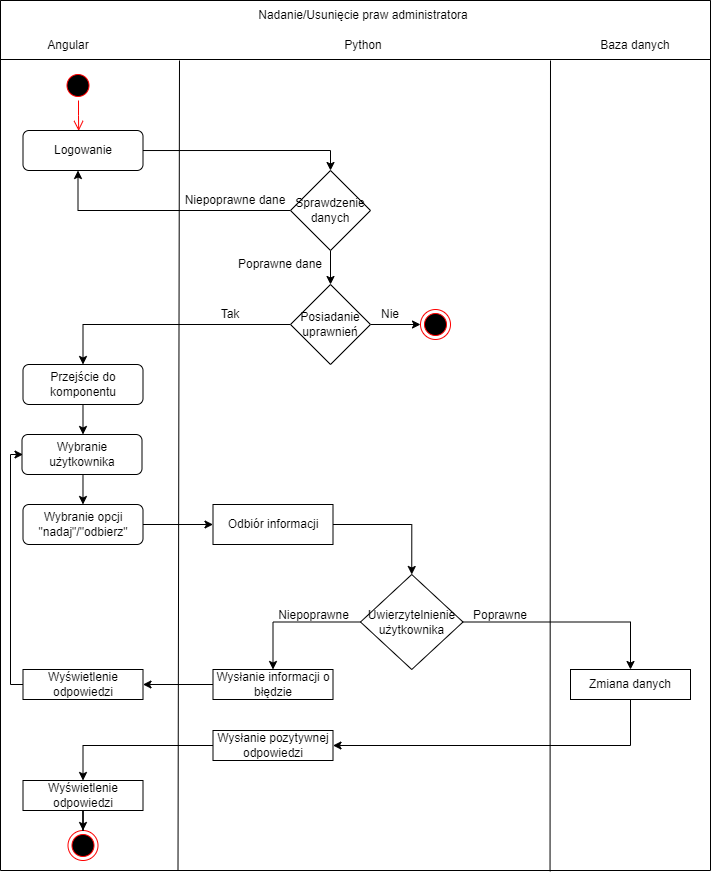 Nadanie/Usunięcie praw administratora
Angular
Python
Baza danych
Logowanie
Niepoprawne dane
Sprawdzenie
danych
Poprawne dane
Tak
Posiadanie
uprawnień
Nie
Przejście do
komponentu
Wybranie
użytkownika
Wybranie opcji
"nadaj"/"odbierz"
Odbiór informacji
Niepoprawne
Uwierzytelnienie
użytkownika
Poprawne
Wyświetlenie
odpowiedzi
Wysłanie informacji o
błędzie
Zmiana danych
Wysłanie pozytywnej
odpowiedzi
Wyświetlenie
odpowiedzi